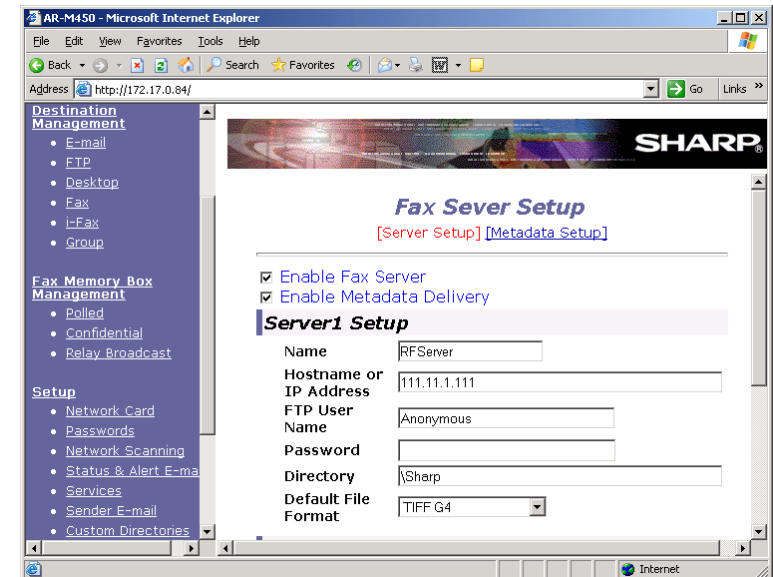 AR-M450 - Microsoft Internet Explorer
File Edit View Favorites Tools Help
Back Search Favorites
Address http://172.17.0.84/ Go Links »
Destination
Management
E-mail
FTP
Desktop
Fax
i-Fax
Group
Fax Memory Box
Management
Polled
Confidential
Relay Broadcast
Setup
Network Card
Passwords
Network Scanning
Status & Alert E-ma
Services
Sender E-mail
Custom Directories
SHARP®
Fax Sever Setup
[Server Setup] [Metadata Setup]
Enable Fax Server
Enable Metadata Delivery
Server1 Setup
Name RFServer
Hostname or
IP Address 111.11.1.111
FTP User
Name Anonymous
Password
Directory \Sharp
Default File
Format TIFF G4
Internet